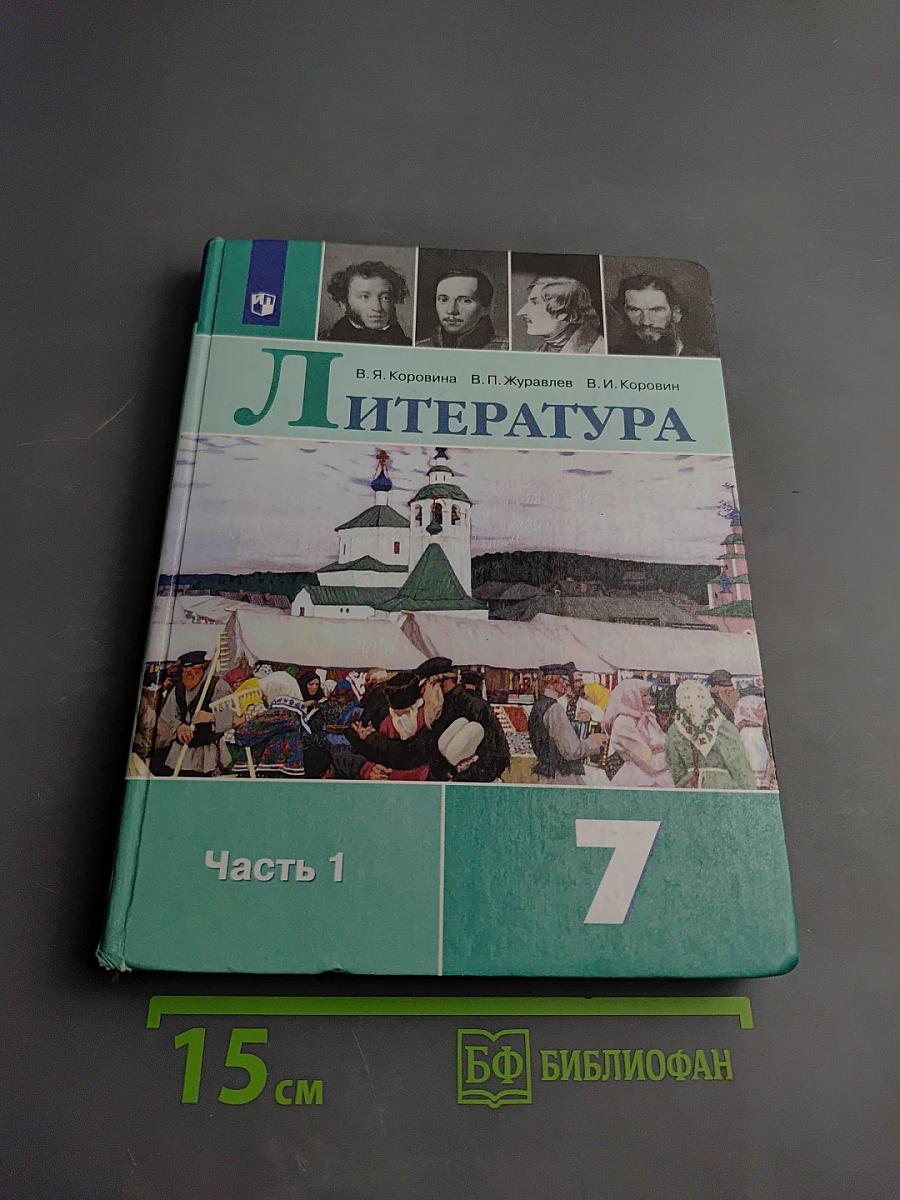 В. Я. Коровина В. П. Журавлев В. И. Коровин
ЛИТЕРАТУРА
Часть 1
7
15 см
БФ БИБЛИОФАН